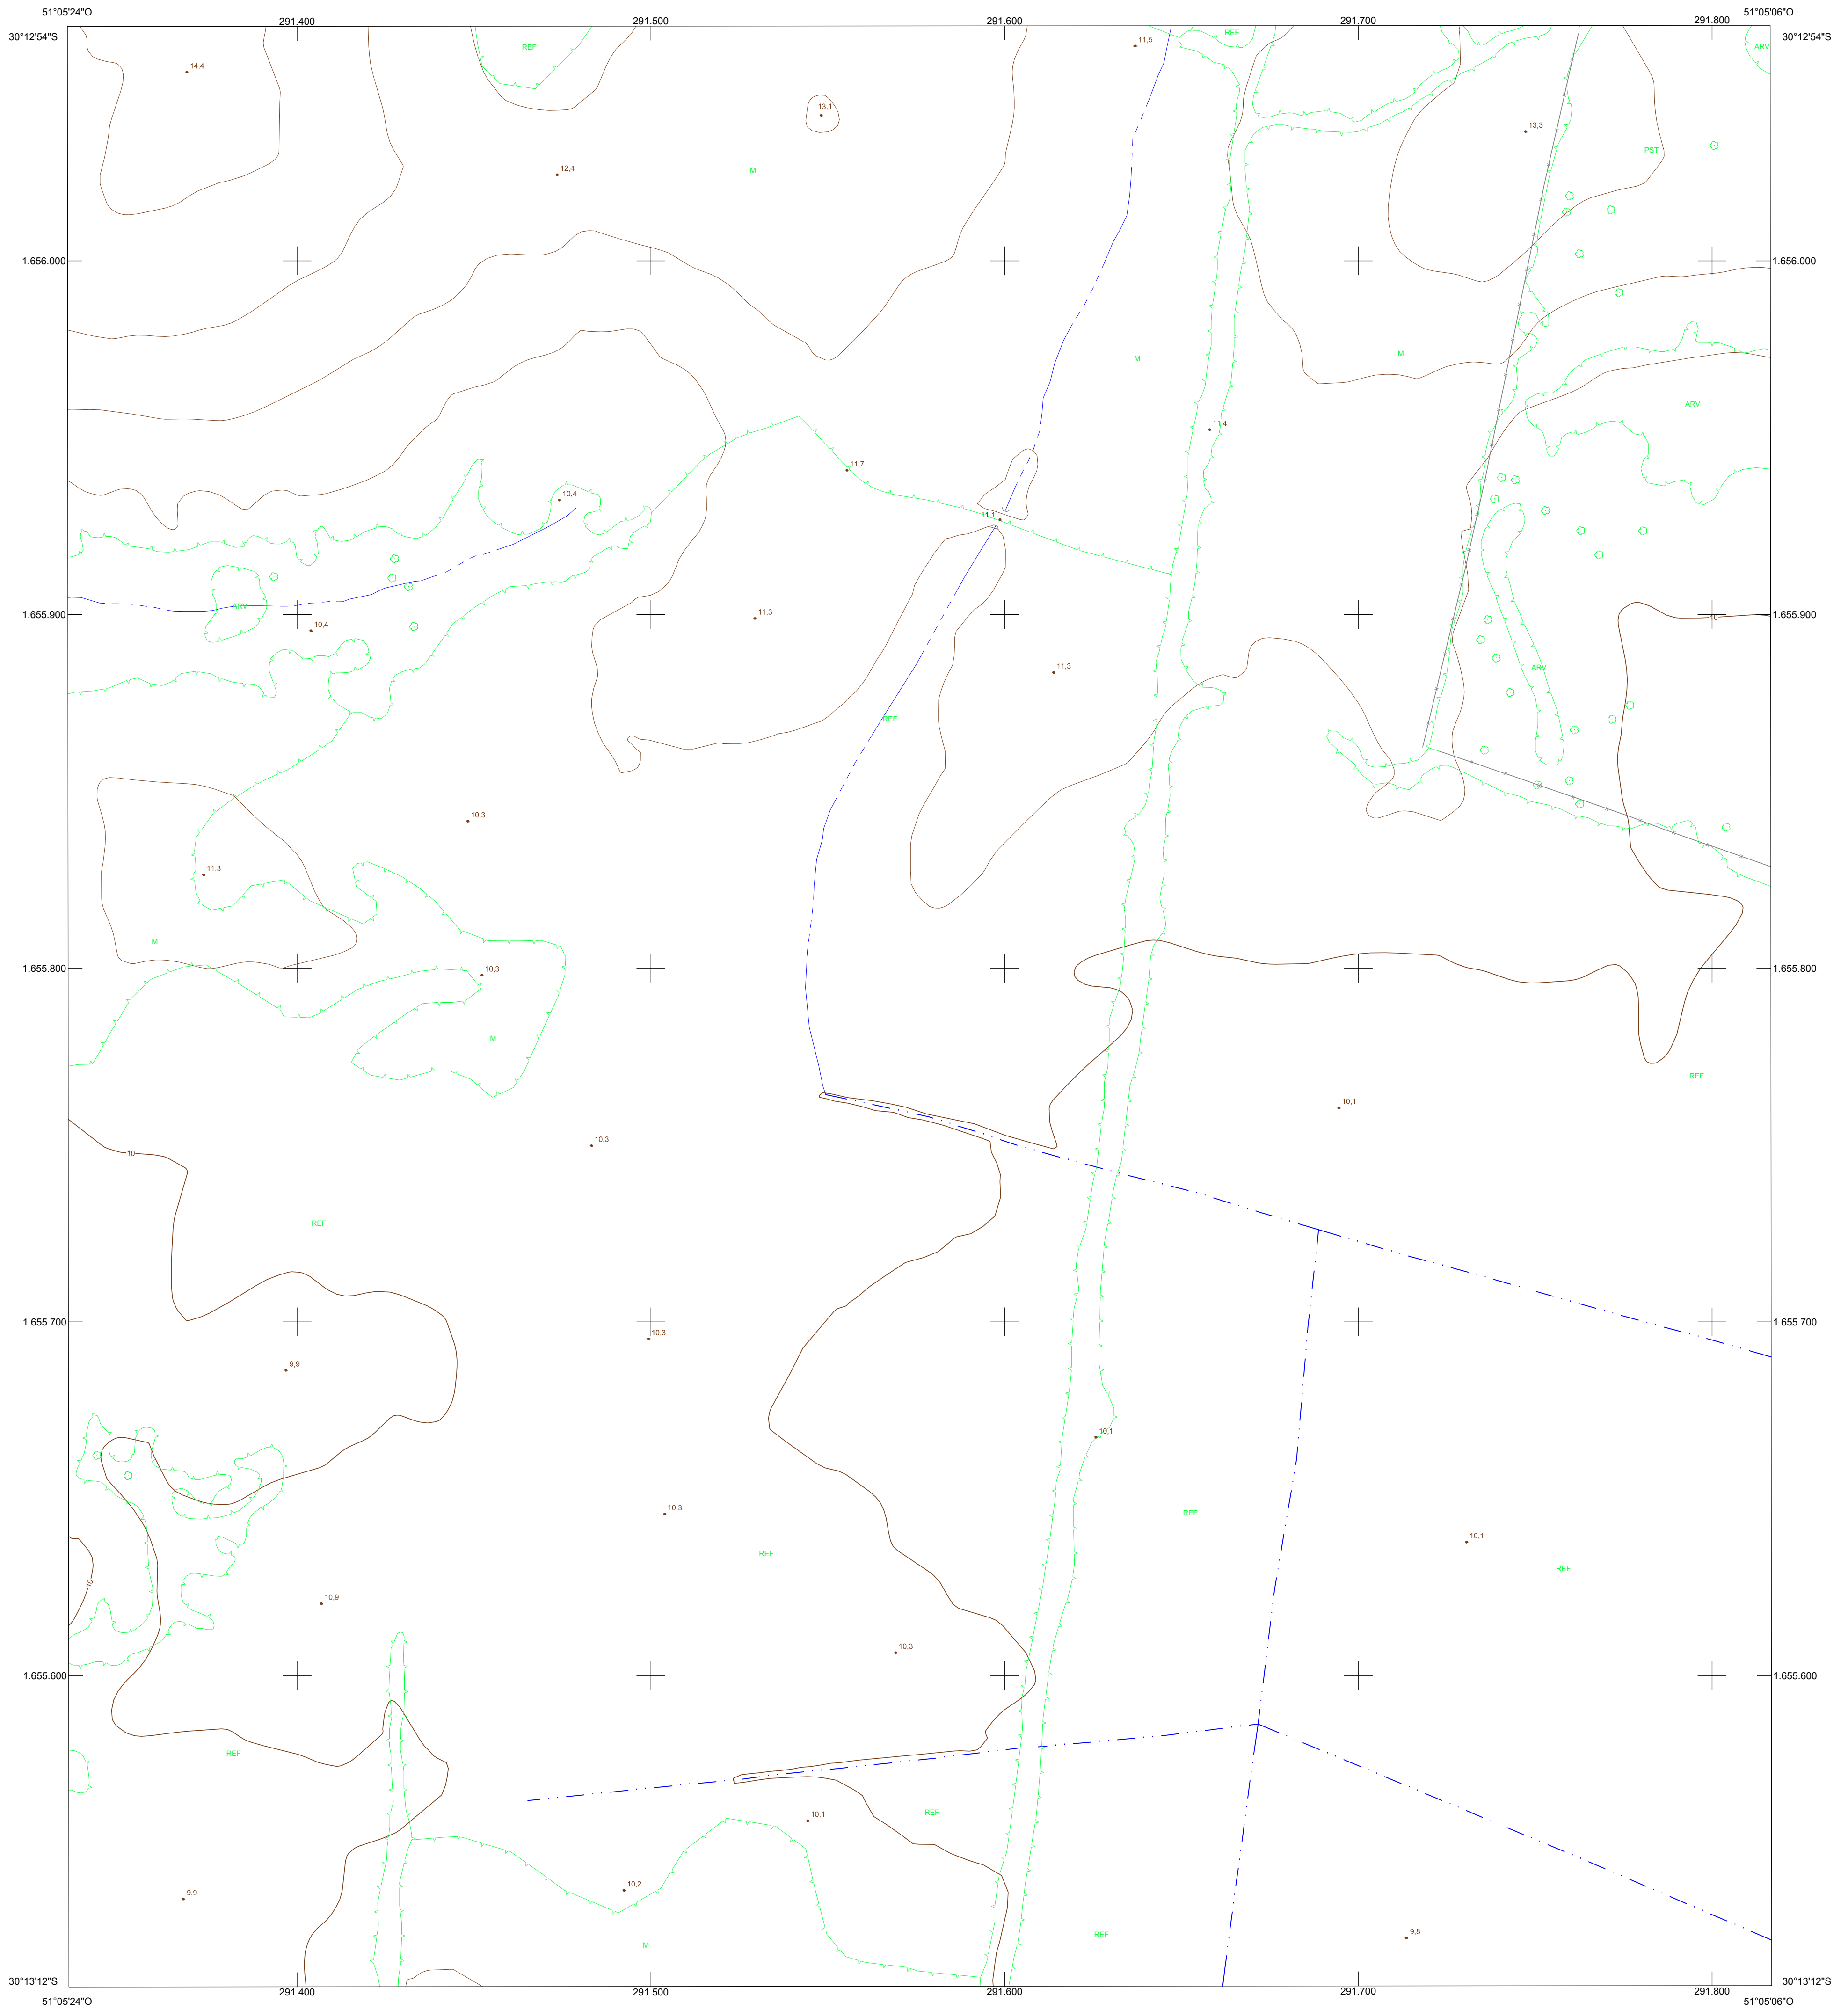 51°05'24"O 51°05'06"O
291.400 291.500 291.600 291.700 291.800
30°12'54"S 30°12'54"S
REF
REF
11,5
ARV
14,4
13,1
13,3
PST
M
12,4
1.656.000 1.656.000
M
M
ARV
11,4
11,7
10,4
11,1
ARV
11,3
1.655.900 1.655.900
10
10,4
11,3
ARV
REF
10,3
11,3
M
10,3
1.655.800 1.655.800
M
REF
10,1
10,3
10
REF
1.655.700 1.655.700
10,3
9,9
10,1
10,3
REF
REF
10,1
REF
10
10,9
10,3
1.655.600 1.655.600
REF
REF
10,1
10,2
9,9
REF
9,8
M
30°13'12"S 30°13'12"S
291.400 291.500 291.600 291.700 291.800
51°05'24"O 51°05'06"O